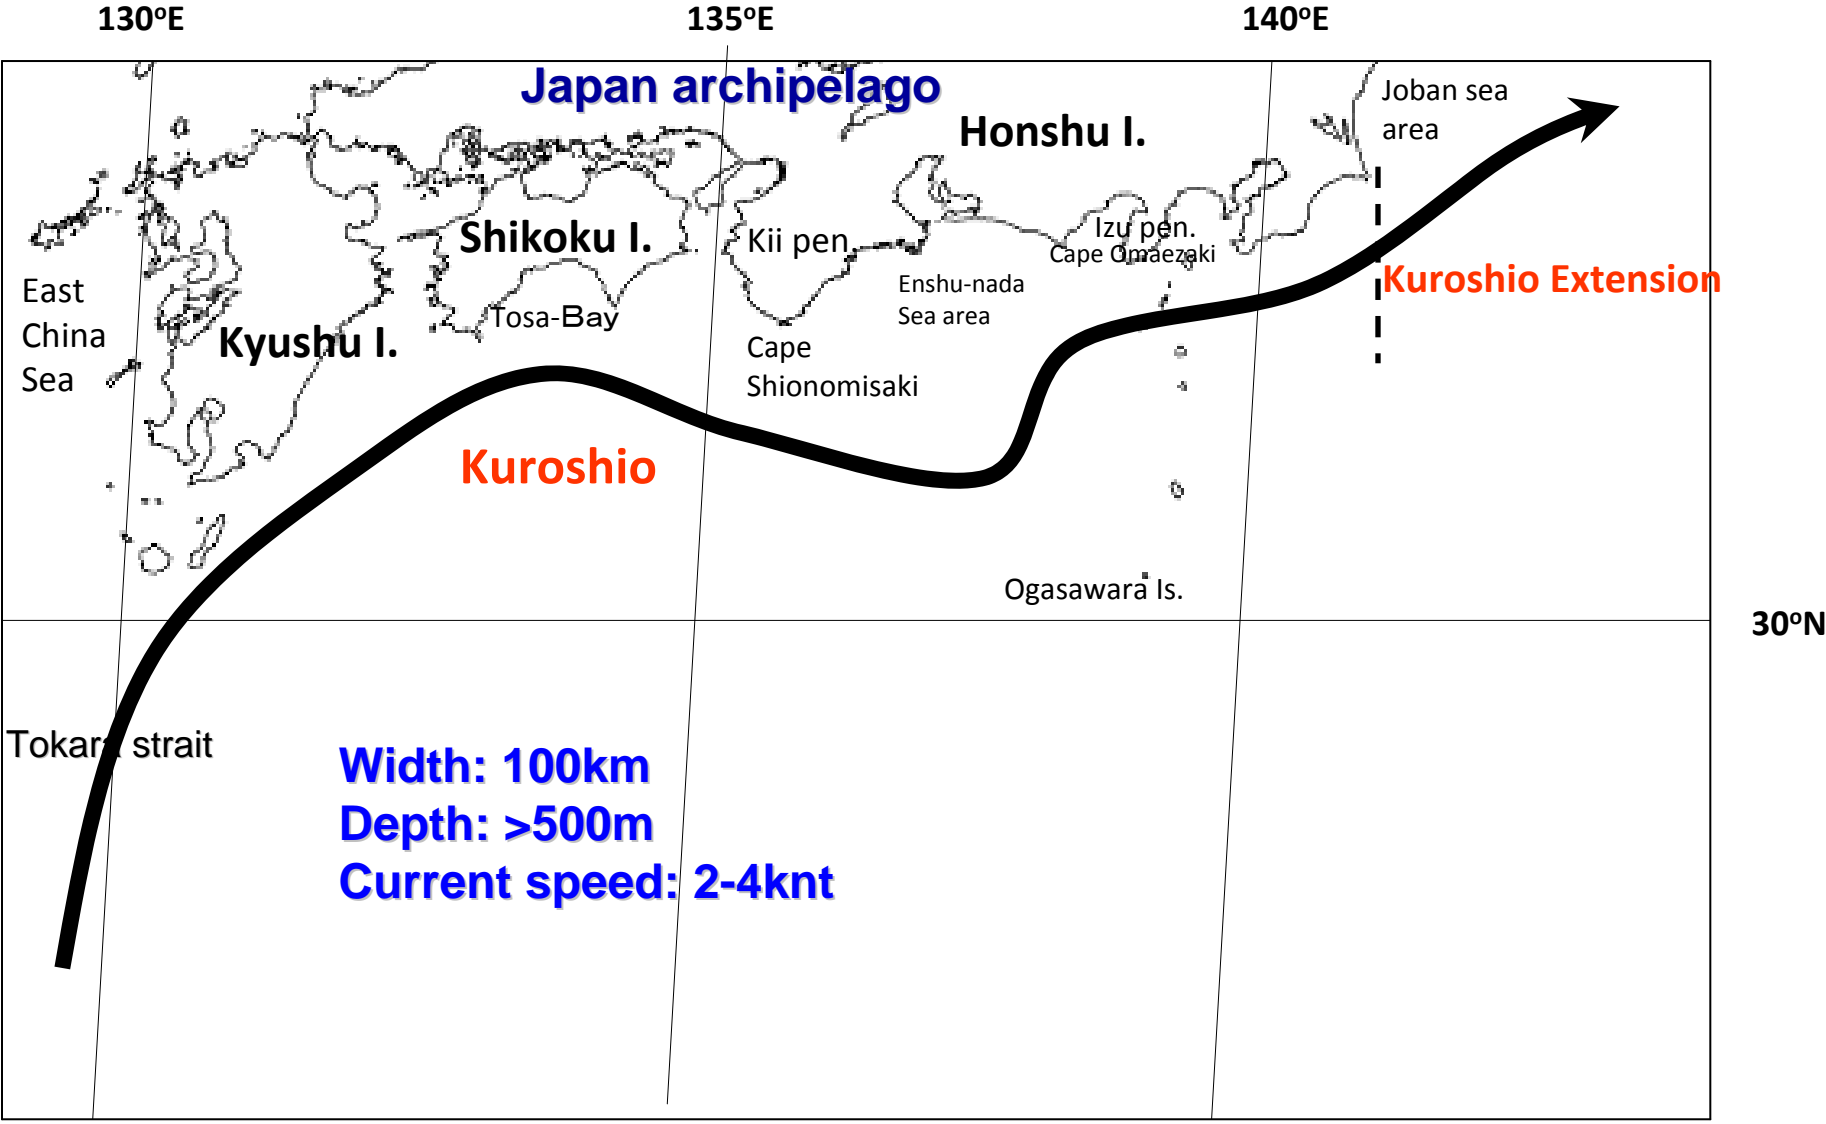 130ºE
135ºE
140ºE
Japan archipelago
Joban sea
area
Honshu I.
Shikoku I.
Kii pen.
Izu pen.
Cape Omaezaki
East
China
Sea
Enshu-nada
Sea area
Kuroshio Extension
Tosa-Bay
Kyushu I.
Cape
Shionomisaki
Kuroshio
Ogasawara Is.
30ºN
Tokara strait
Width: 100km
Depth: >500m
Current speed: 2-4knt